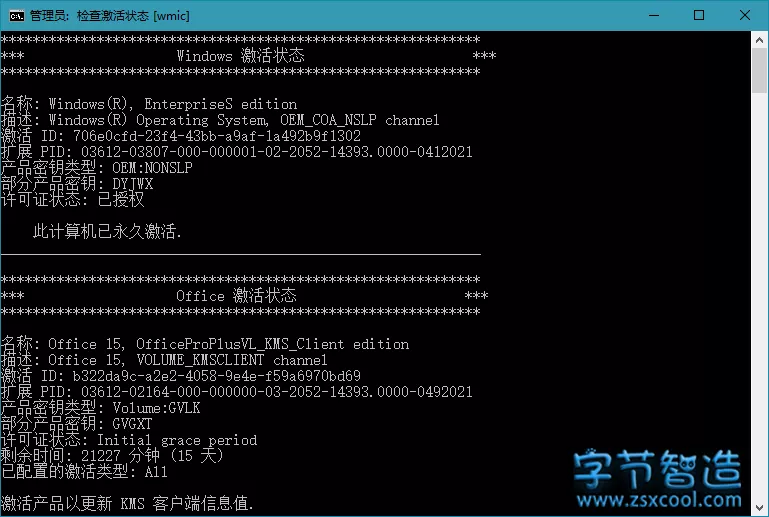 管理员: 检查激活状态 [wmic]
************************************************************
*** Windows 激活状态 ***
************************************************************
名称: Windows(R), EnterpriseS edition
描述: Windows(R) Operating System, OEM_COA_NSLP channel
激活 ID: 706e0cfd-23f4-43bb-a9af-1a492b9f1302
扩展 PID: 03612-03807-000-000001-02-2052-14393.0000-0412021
产品密钥类型: OEM:NONSLP
部分产品密钥: DYJWX
许可证状态: 已授权
此计算机已永久激活.
____________________________________________________________
************************************************************
*** Office 激活状态 ***
************************************************************
名称: Office 15, OfficeProPlusVL_KMS_Client edition
描述: Office 15, VOLUME_KMSCLIENT channel
激活 ID: b322da9c-a2e2-4058-9e4e-f59a6970bd69
扩展 PID: 03612-02164-000-000000-03-2052-14393.0000-0492021
产品密钥类型: Volume:GVLK
部分产品密钥: GVGXT
许可证状态: Initial grace period
剩余时间: 21227 分钟 (15 天)
已配置的激活类型: All
激活产品以更新 KMS 客户端信息值.
字节智造
www.zsxcool.com